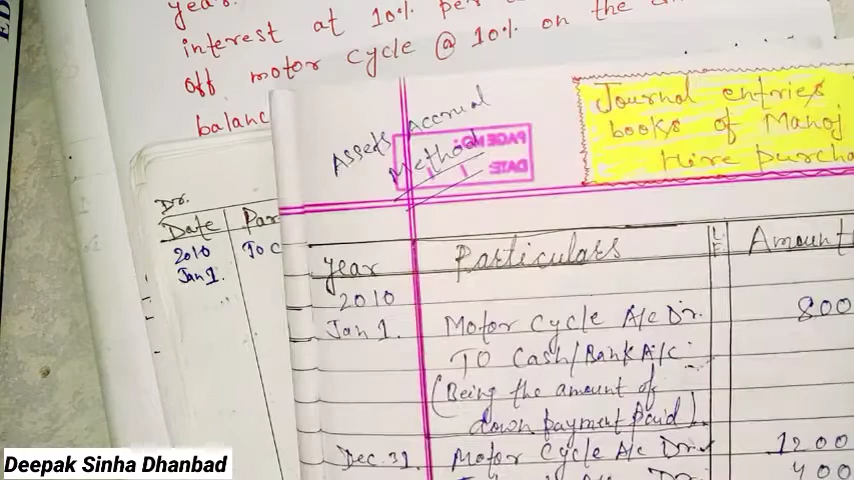 year
interest at 10% per
off motor cycle @ 10% on the
balanc
Dr.
Date Par
2010 To C
Jan 1.
Assets Accrual
Method
PAGE NO.
DATE
Journal entries
books of Manoj
Hire purcha
year Particulars L.F. Amount
2010
Jan 1. Motor Cycle A/c Dr. 800
To Cash/Bank A/c
(Being the amount of
down payment Paid)
Dec. 31. Motor Cycle A/c Dr. 1200
Dr. 400
Deepak Sinha Dhanbad